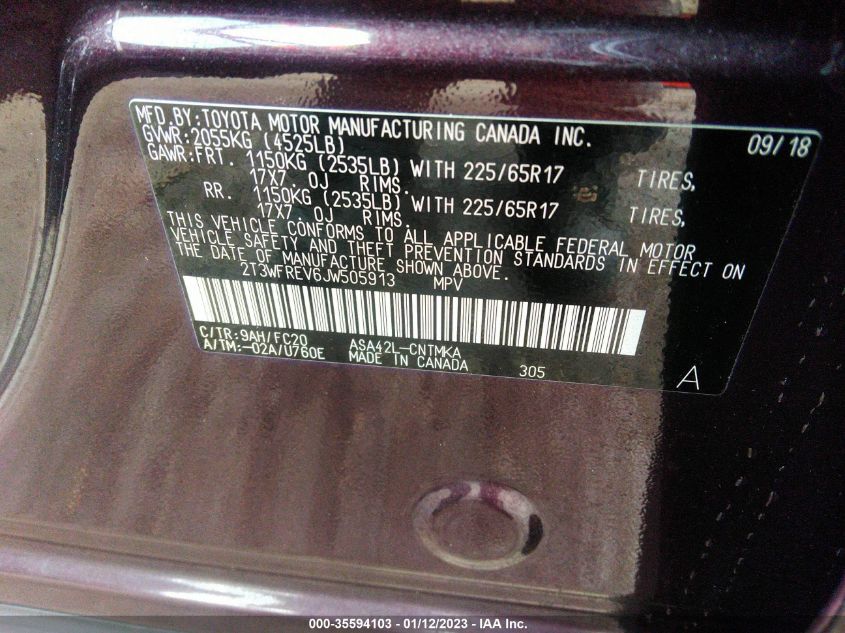 MFD.BY:TOYOTA MOTOR MANUFACTURING CANADA INC. 09/18
GVWR:2055KG (4525LB)
GAWR:FRT. 1150KG (2535LB) WITH 225/65R17 TIRES,
17X7 0J RIMS.
RR. 1150KG (2535LB) WITH 225/65R17 TIRES,
17X7 0J RIMS.
THIS VEHICLE CONFORMS TO ALL APPLICABLE FEDERAL MOTOR
VEHICLE SAFETY AND THEFT PREVENTION STANDARDS IN EFFECT ON
THE DATE OF MANUFACTURE SHOWN ABOVE.
2T3WFREV6JW505913 MPV
C/TR:9AH/FC20 ASA42L-CNTMKA
A/TM:-02A/U760E MADE IN CANADA 305 A
000-35594103 - 01/12/2023 - © IAA Inc.